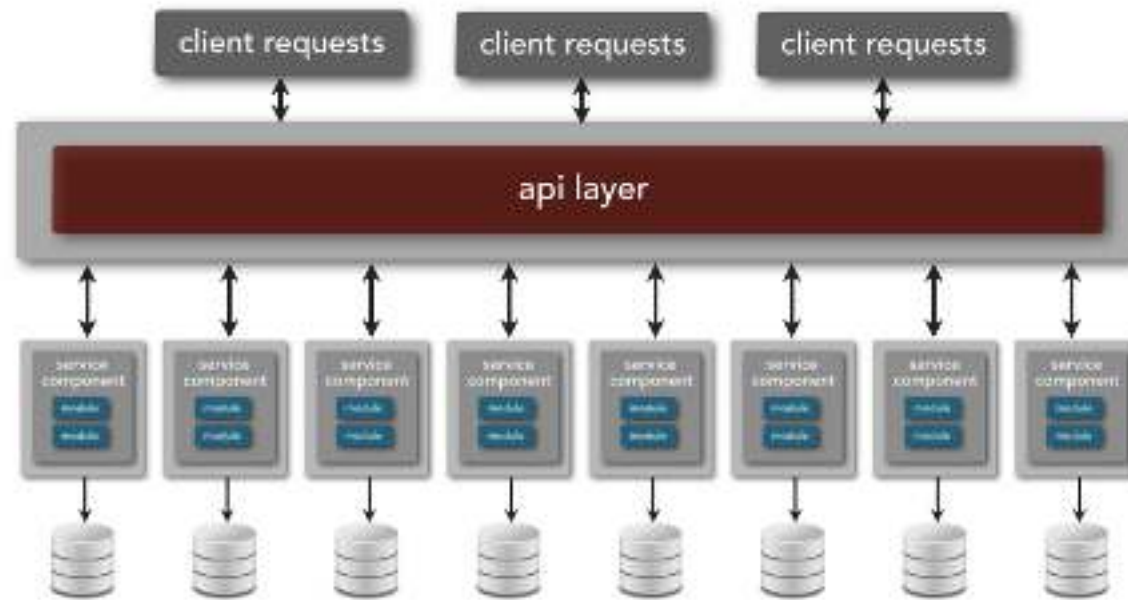 client requests
client requests
client requests
api layer
service
component
module
module
service
component
module
module
service
component
module
module
service
component
module
module
service
component
module
module
service
component
module
module
service
component
module
module
service
component
module
module